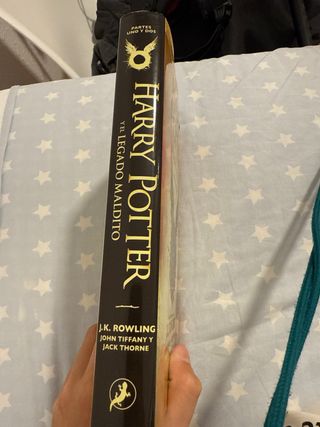 PARTES
UNO Y DOS
HARRY POTTER
Y EL LEGADO MALDITO
J.K. ROWLING
JOHN TIFFANY Y
JACK THORNE